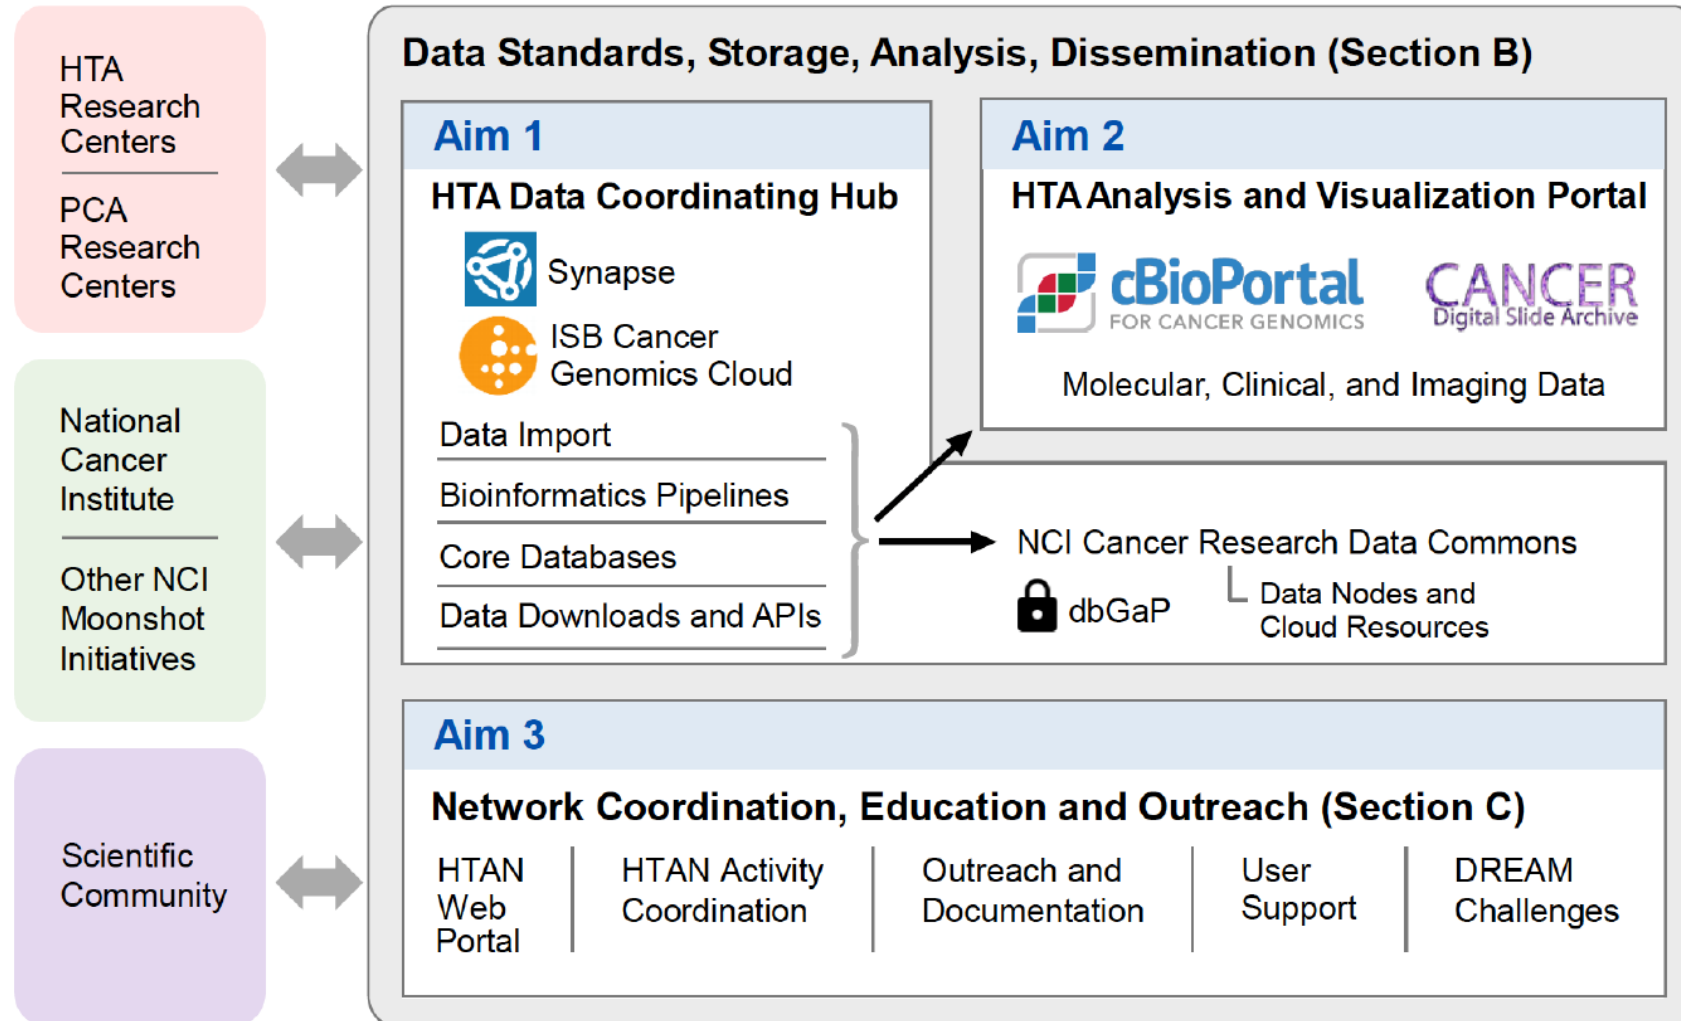 HTA
Research
Centers
PCA
Research
Centers
National
Cancer
Institute
Other NCI
Moonshot
Initiatives
Scientific
Community
Data Standards, Storage, Analysis, Dissemination (Section B)
Aim 1
HTA Data Coordinating Hub
Synapse
ISB Cancer
Genomics Cloud
Data Import
Bioinformatics Pipelines
Core Databases
Data Downloads and APIs
Aim 2
HTA Analysis and Visualization Portal
cBioPortal
FOR CANCER GENOMICS
CANCER
Digital Slide Archive
Molecular, Clinical, and Imaging Data
NCI Cancer Research Data Commons
dbGaP
Data Nodes and
Cloud Resources
Aim 3
Network Coordination, Education and Outreach (Section C)
HTAN
Web
Portal
HTAN Activity
Coordination
Outreach and
Documentation
User
Support
DREAM
Challenges